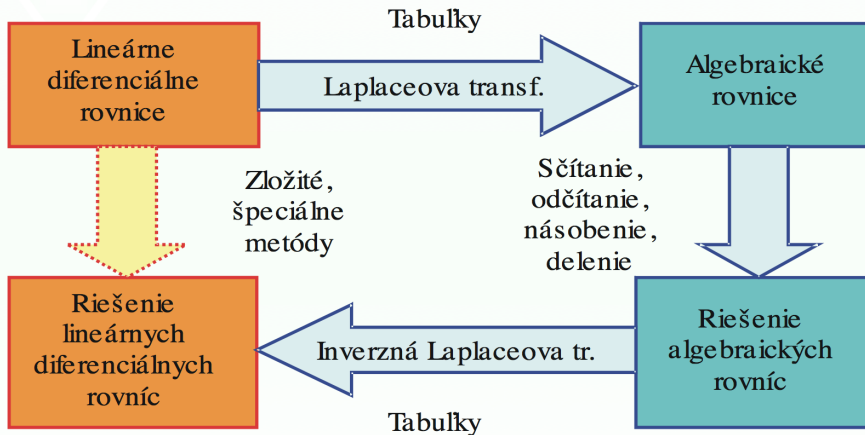 Tabuľky
Lineárne
diferenciálne
rovnice
Laplaceova transf.
Algebraické
rovnice
Zložité,
špeciálne
metódy
Sčítanie,
odčítanie,
násobenie,
delenie
Riešenie
lineárnych
diferenciálnych
rovníc
Inverzná Laplaceova tr.
Riešenie
algebraických
rovníc
Tabuľky